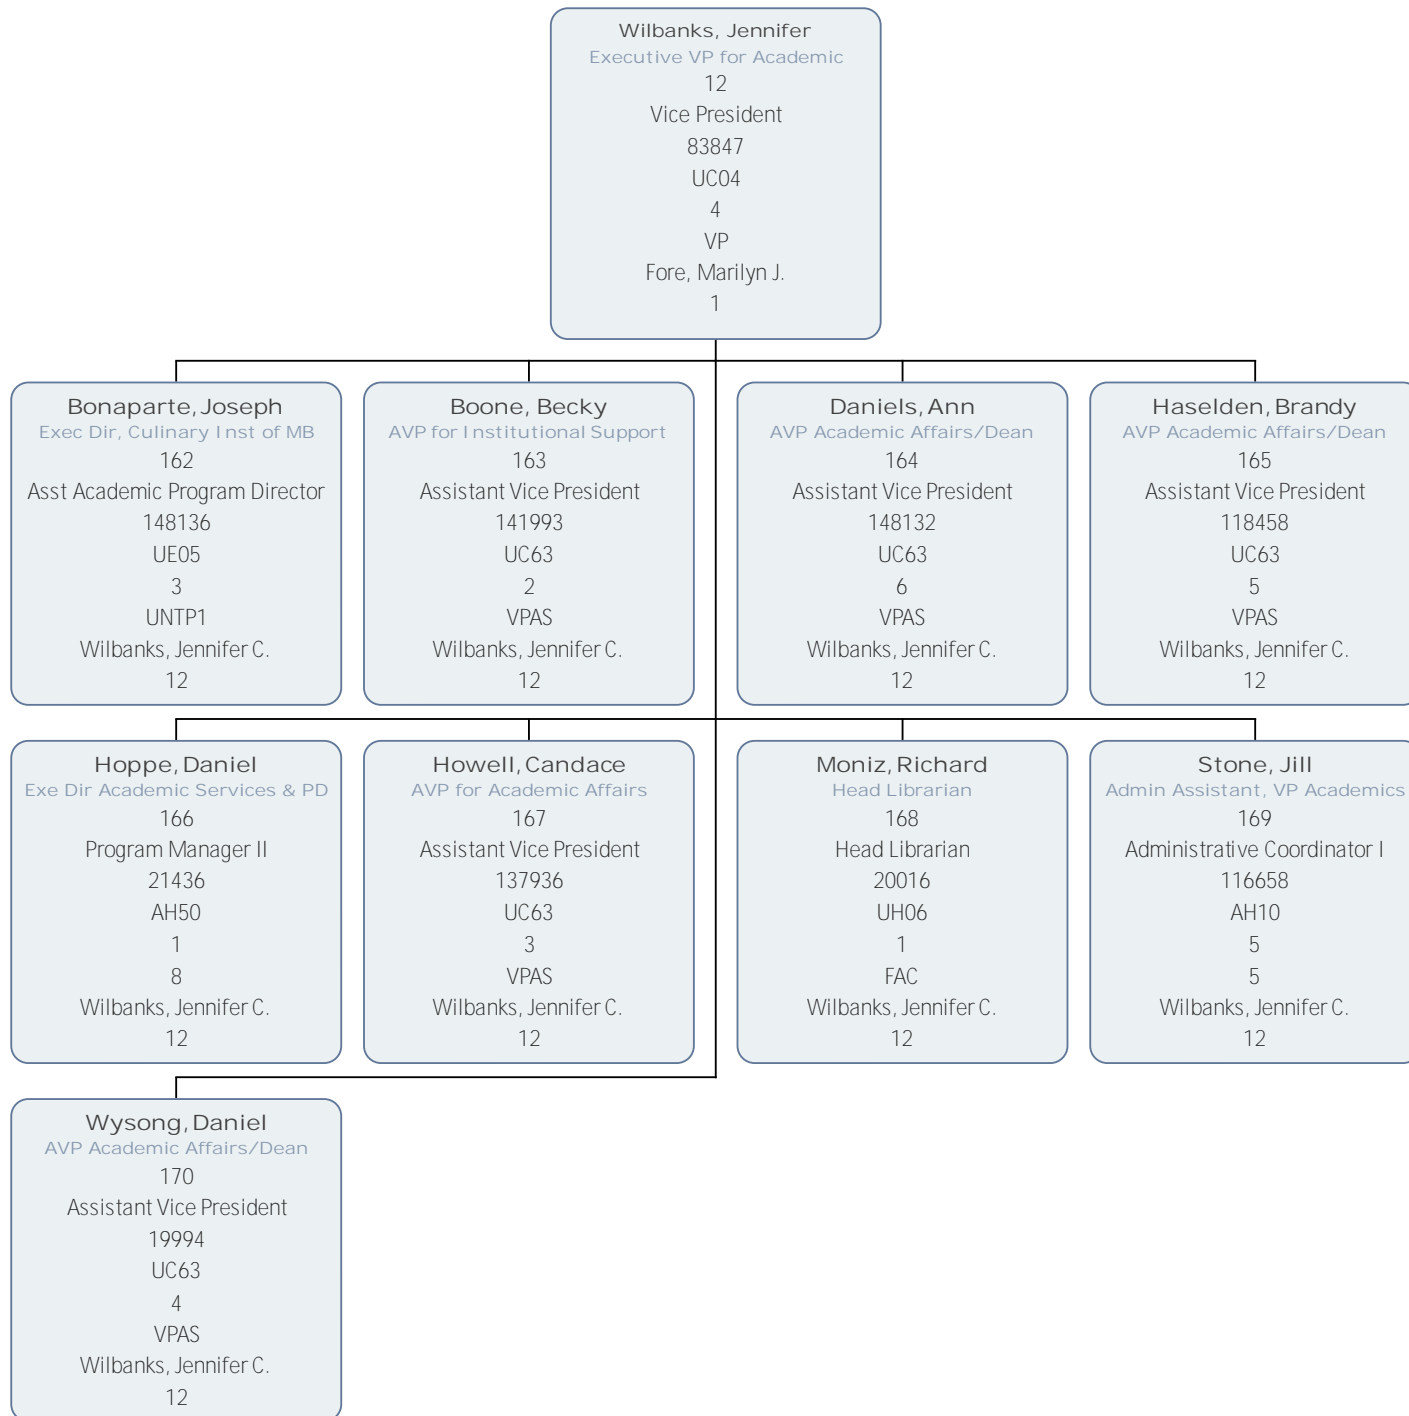 Wilbanks, Jennifer
Executive VP for Academic
12
Vice President
83847
UC04
4
VP
Fore, Marilyn J.
1
Bonaparte, Joseph
Exec Dir, Culinary Inst of MB
162
Asst Academic Program Director
148136
UE05
3
UNTP1
Wilbanks, Jennifer C.
12
Boone, Becky
AVP for Institutional Support
163
Assistant Vice President
141993
UC63
2
VPAS
Wilbanks, Jennifer C.
12
Daniels, Ann
AVP Academic Affairs/Dean
164
Assistant Vice President
148132
UC63
6
VPAS
Wilbanks, Jennifer C.
12
Haselden, Brandy
AVP Academic Affairs/Dean
165
Assistant Vice President
118458
UC63
5
VPAS
Wilbanks, Jennifer C.
12
Hoppe, Daniel
Exe Dir Academic Services & PD
166
Program Manager II
21436
AH50
1
8
Wilbanks, Jennifer C.
12
Howell, Candace
AVP for Academic Affairs
167
Assistant Vice President
137936
UC63
3
VPAS
Wilbanks, Jennifer C.
12
Moniz, Richard
Head Librarian
168
Head Librarian
20016
UH06
1
FAC
Wilbanks, Jennifer C.
12
Stone, Jill
Admin Assistant, VP Academics
169
Administrative Coordinator I
116658
AH10
5
5
Wilbanks, Jennifer C.
12
Wysong, Daniel
AVP Academic Affairs/Dean
170
Assistant Vice President
19994
UC63
4
VPAS
Wilbanks, Jennifer C.
12